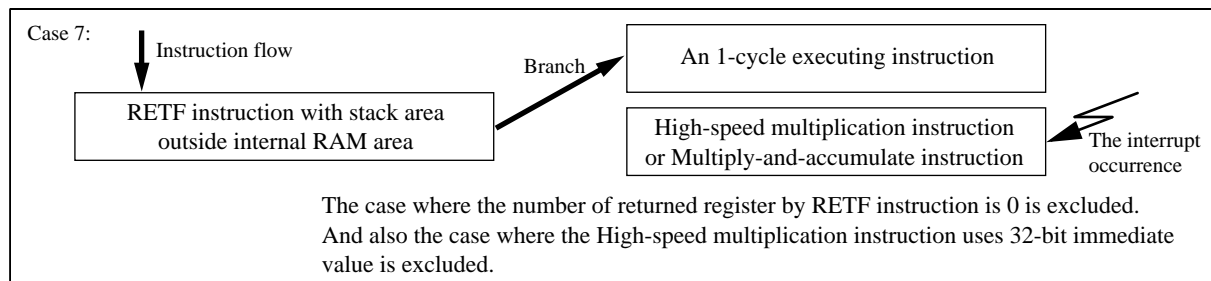 Case 7:
Instruction flow
Branch
An 1-cycle executing instruction
RETF instruction with stack area
outside internal RAM area
High-speed multiplication instruction
or Multiply-and-accumulate instruction
The interrupt
occurrence
The case where the number of returned register by RETF instruction is 0 is excluded.
And also the case where the High-speed multiplication instruction uses 32-bit immediate
value is excluded.